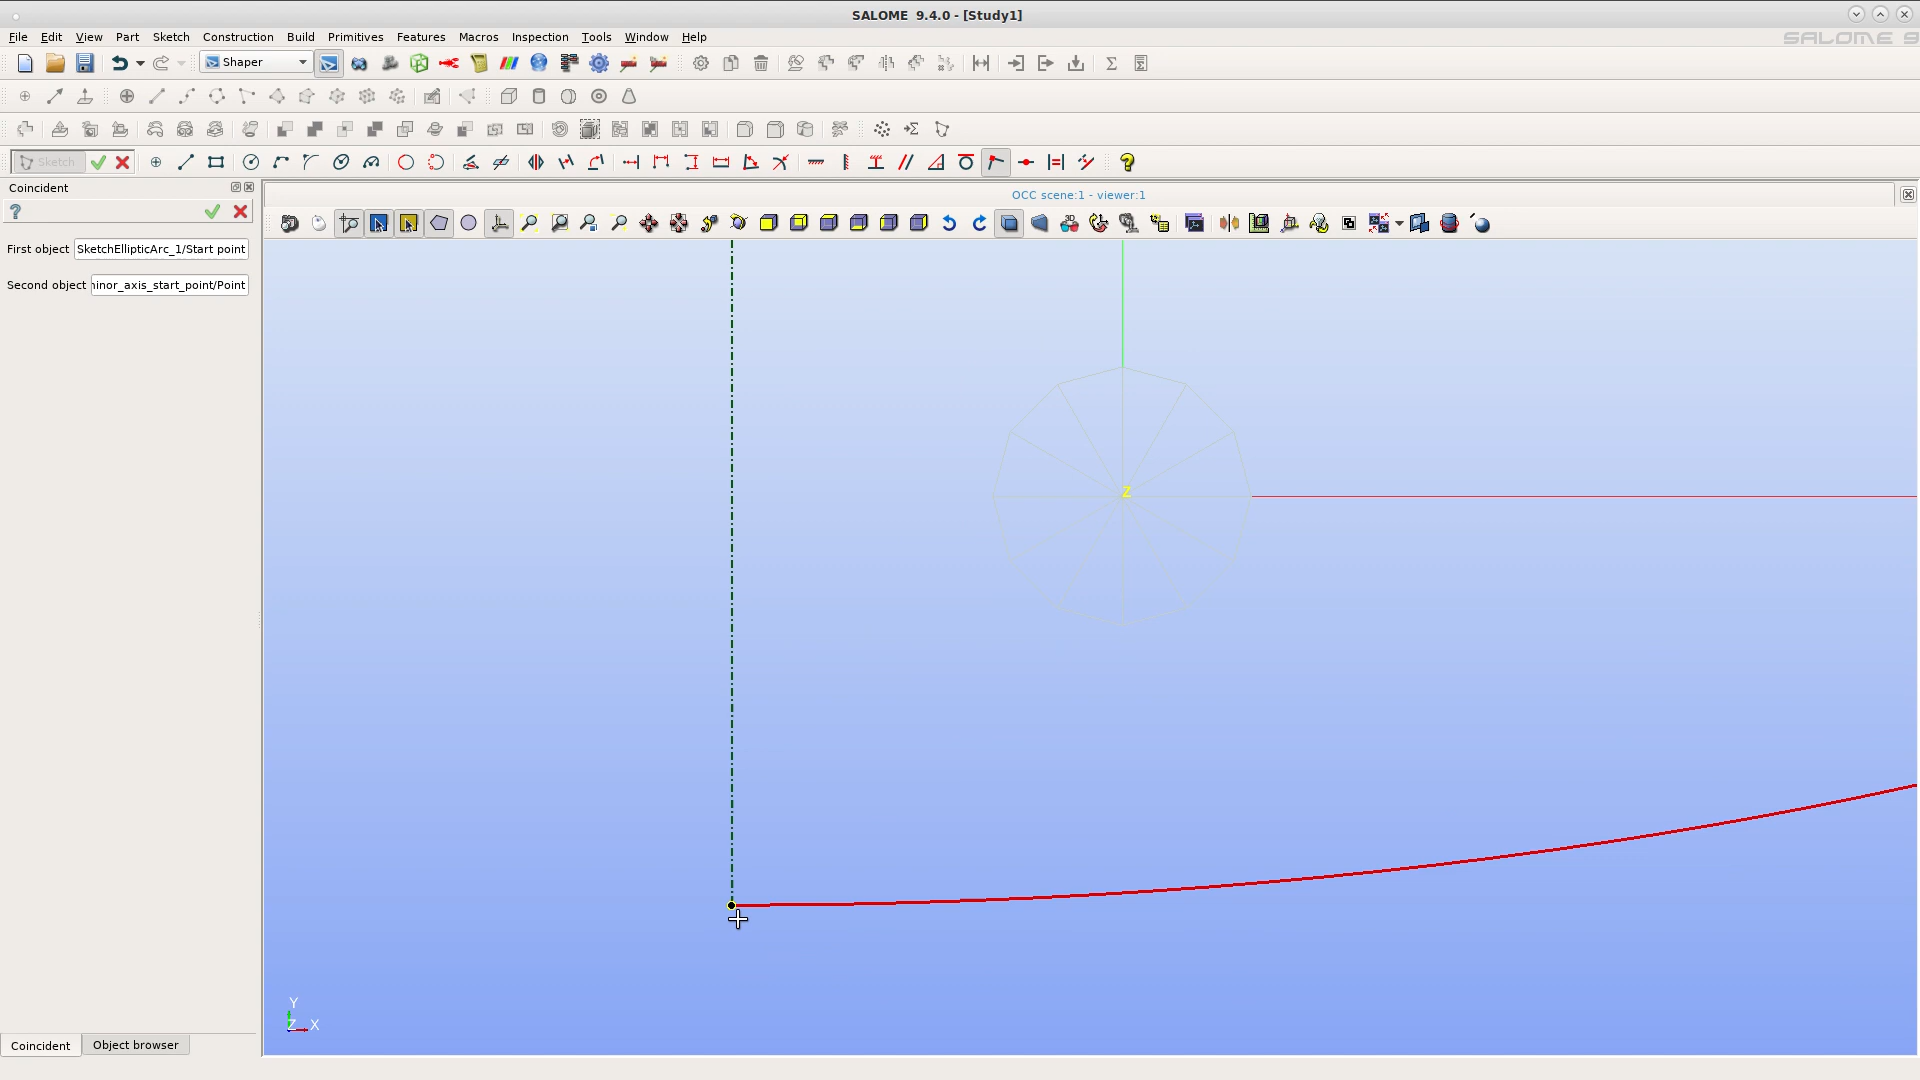 SALOME 9.4.0 - [Study1]
File Edit View Part Sketch Construction Build Primitives Features Macros Inspection Tools Window Help
SALOME 9
Shaper
Sketch
Coincident
OCC scene:1 - viewer:1
First object SketchEllipticArc_1/Start point
Second object inor_axis_start_point/Point
Z
Y
Z X
Coincident Object browser